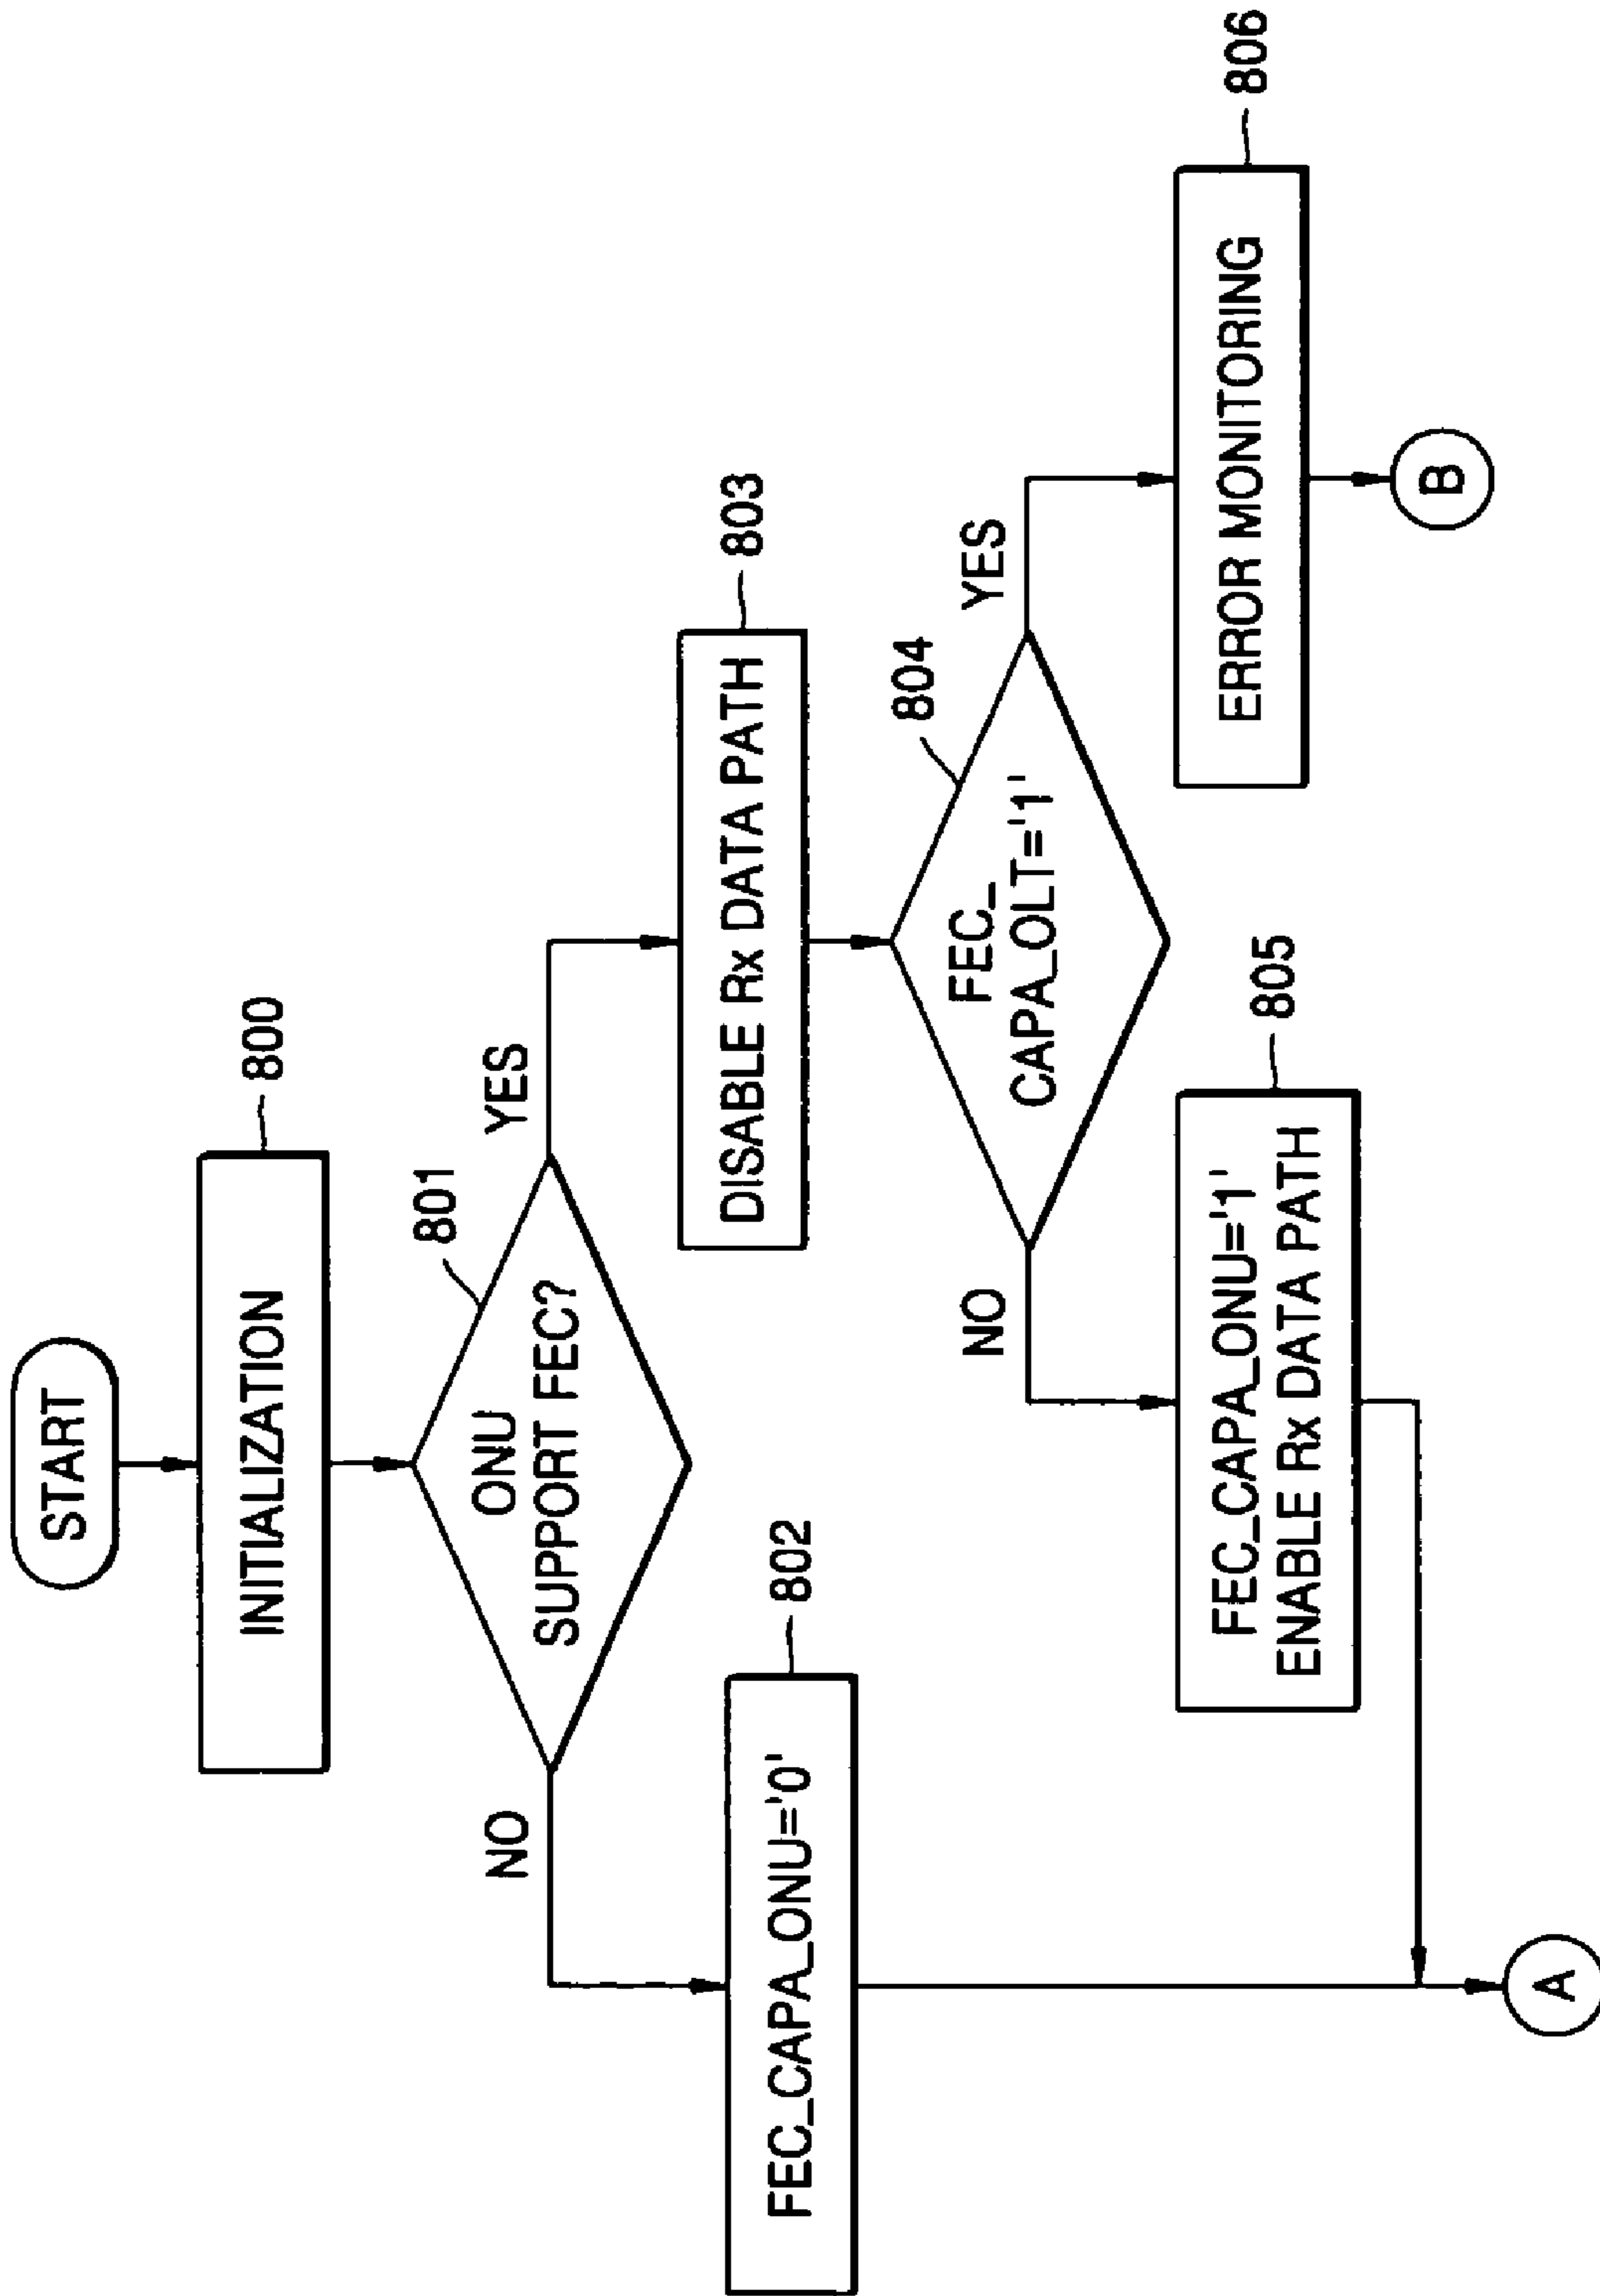 START
INITIALIZATION
800
801
ONU
SUPPORT FEC?
NO
YES
802
FEC_CAPA_ONU='0'
803
DISABLE Rx DATA PATH
804
FEC_
CAPA_OLT='1'
NO
YES
805
FEC_CAPA_ONU='1'
ENABLE Rx DATA PATH
806
ERROR MONITORING
A
B